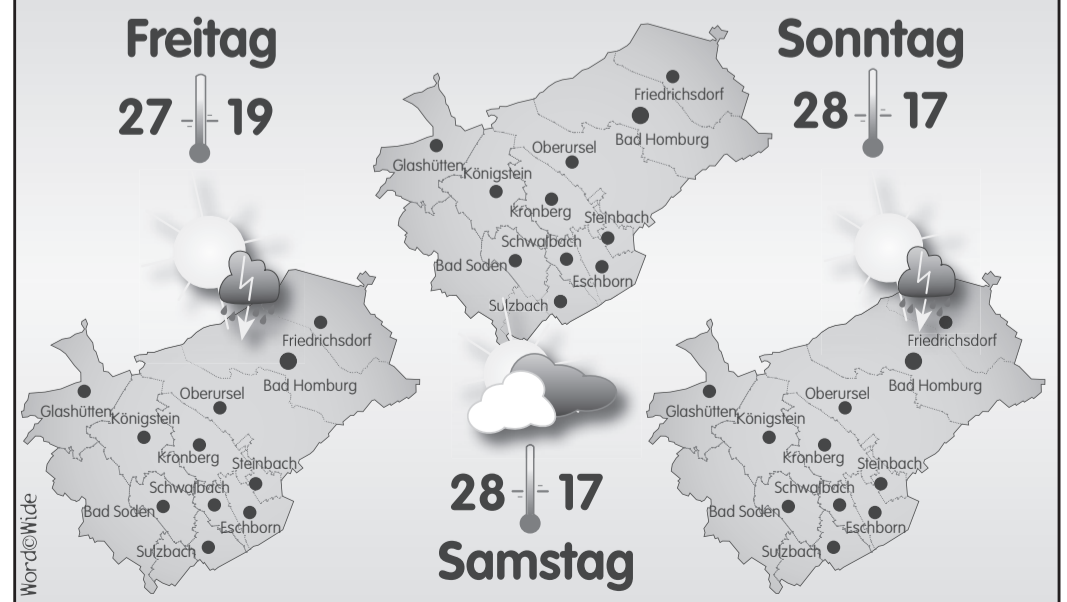 Freitag
27 19
Glashütten
Königstein
Oberursel
Friedrichsdorf
Bad Homburg
Kronberg
Steinbach
Schwalbach
Bad Soden
Eschborn
Sulzbach
Friedrichsdorf
Bad Homburg
Oberursel
Glashütten
Königstein
Kronberg
Steinbach
Schwalbach
Bad Soden
Eschborn
Sulzbach
28 17
Samstag
Sonntag
28 17
Friedrichsdorf
Bad Homburg
Oberursel
Glashütten
Königstein
Kronberg
Steinbach
Schwalbach
Bad Soden
Eschborn
Sulzbach
Word©Wide